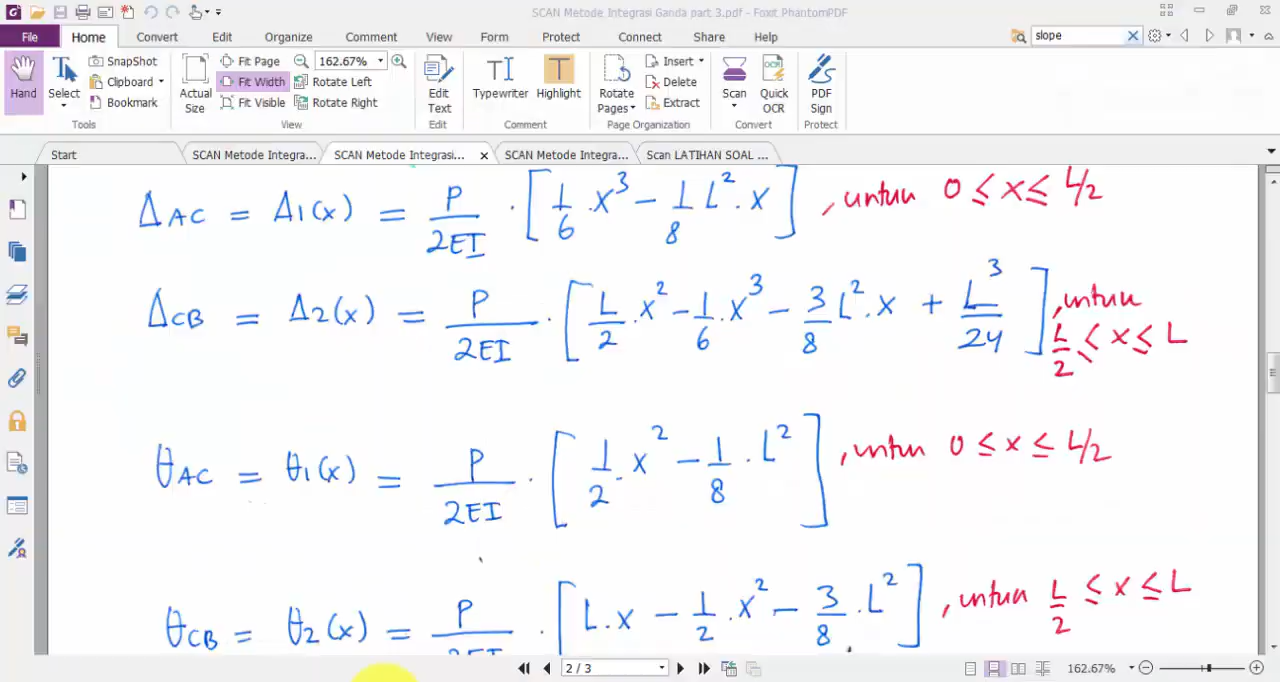 SCAN Metode Integrasi Ganda part 3.pdf - Foxit PhantomPDF
File Home Convert Edit Organize Comment View Form Protect Connect Share Help slope
Hand Select SnapShot Clipboard Bookmark Actual Size Fit Page Fit Width Fit Visible 162.67% Rotate Left Rotate Right Edit Text Typewriter Highlight Rotate Pages Insert Delete Extract Scan Quick OCR PDF Sign
Tools View Edit Comment Page Organization Convert Protect
Start SCAN Metode Integra... SCAN Metode Integrasi... SCAN Metode Integra... Scan LATIHAN SOAL ...
Δ AC = Δ1(x) = P/2EI · [1/6 · x³ − 1/8 L² · x] , untuk 0 ≤ x ≤ L/2
Δ CB = Δ2(x) = P/2EI · [L/2 · x² − 1/6 · x³ − 3/8 L² · x + L³/24] , untuk L/2 ≤ x ≤ L
θ AC = θ1(x) = P/2EI · [1/2 · x² − 1/8 · L²] , untuk 0 ≤ x ≤ L/2
θ CB = θ2(x) = P/2EI · [L·x − 1/2 · x² − 3/8 · L²] , untuk L/2 ≤ x ≤ L
2 / 3 162.67%